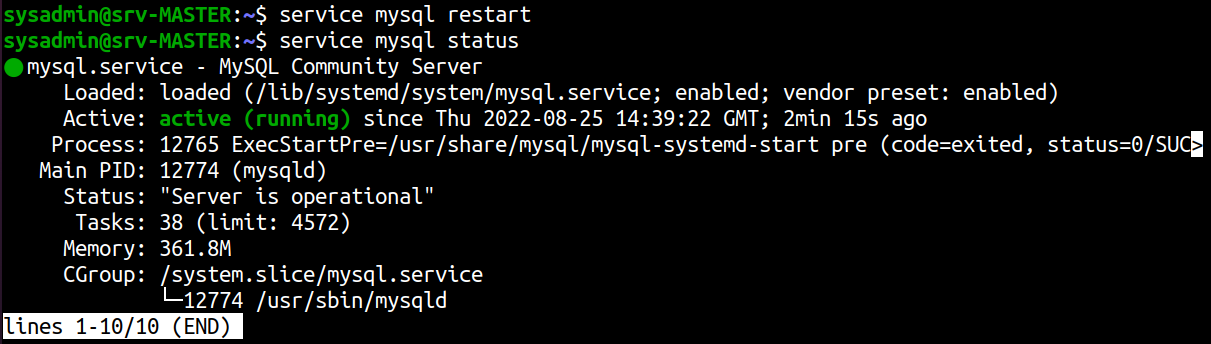 sysadmin@srv-MASTER:~$ service mysql restart
sysadmin@srv-MASTER:~$ service mysql status
● mysql.service - MySQL Community Server
     Loaded: loaded (/lib/systemd/system/mysql.service; enabled; vendor preset: enabled)
     Active: active (running) since Thu 2022-08-25 14:39:22 GMT; 2min 15s ago
    Process: 12765 ExecStartPre=/usr/share/mysql/mysql-systemd-start pre (code=exited, status=0/SUC>
   Main PID: 12774 (mysqld)
     Status: "Server is operational"
      Tasks: 38 (limit: 4572)
     Memory: 361.8M
     CGroup: /system.slice/mysql.service
             └─12774 /usr/sbin/mysqld
lines 1-10/10 (END)